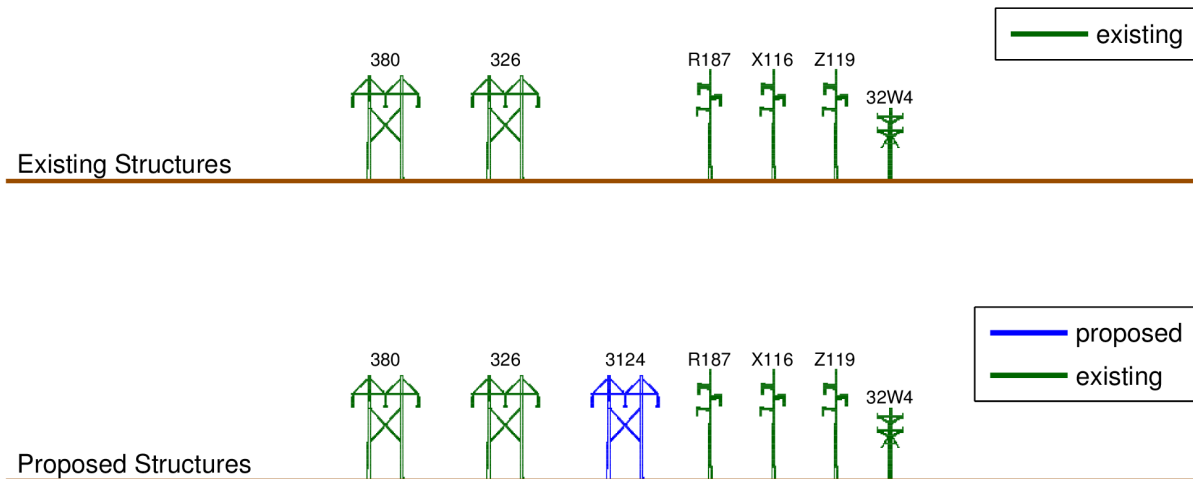 existing
380 326 R187 X116 Z119
32W4
Existing Structures
proposed
existing
380 326 3124 R187 X116 Z119
32W4
Proposed Structures